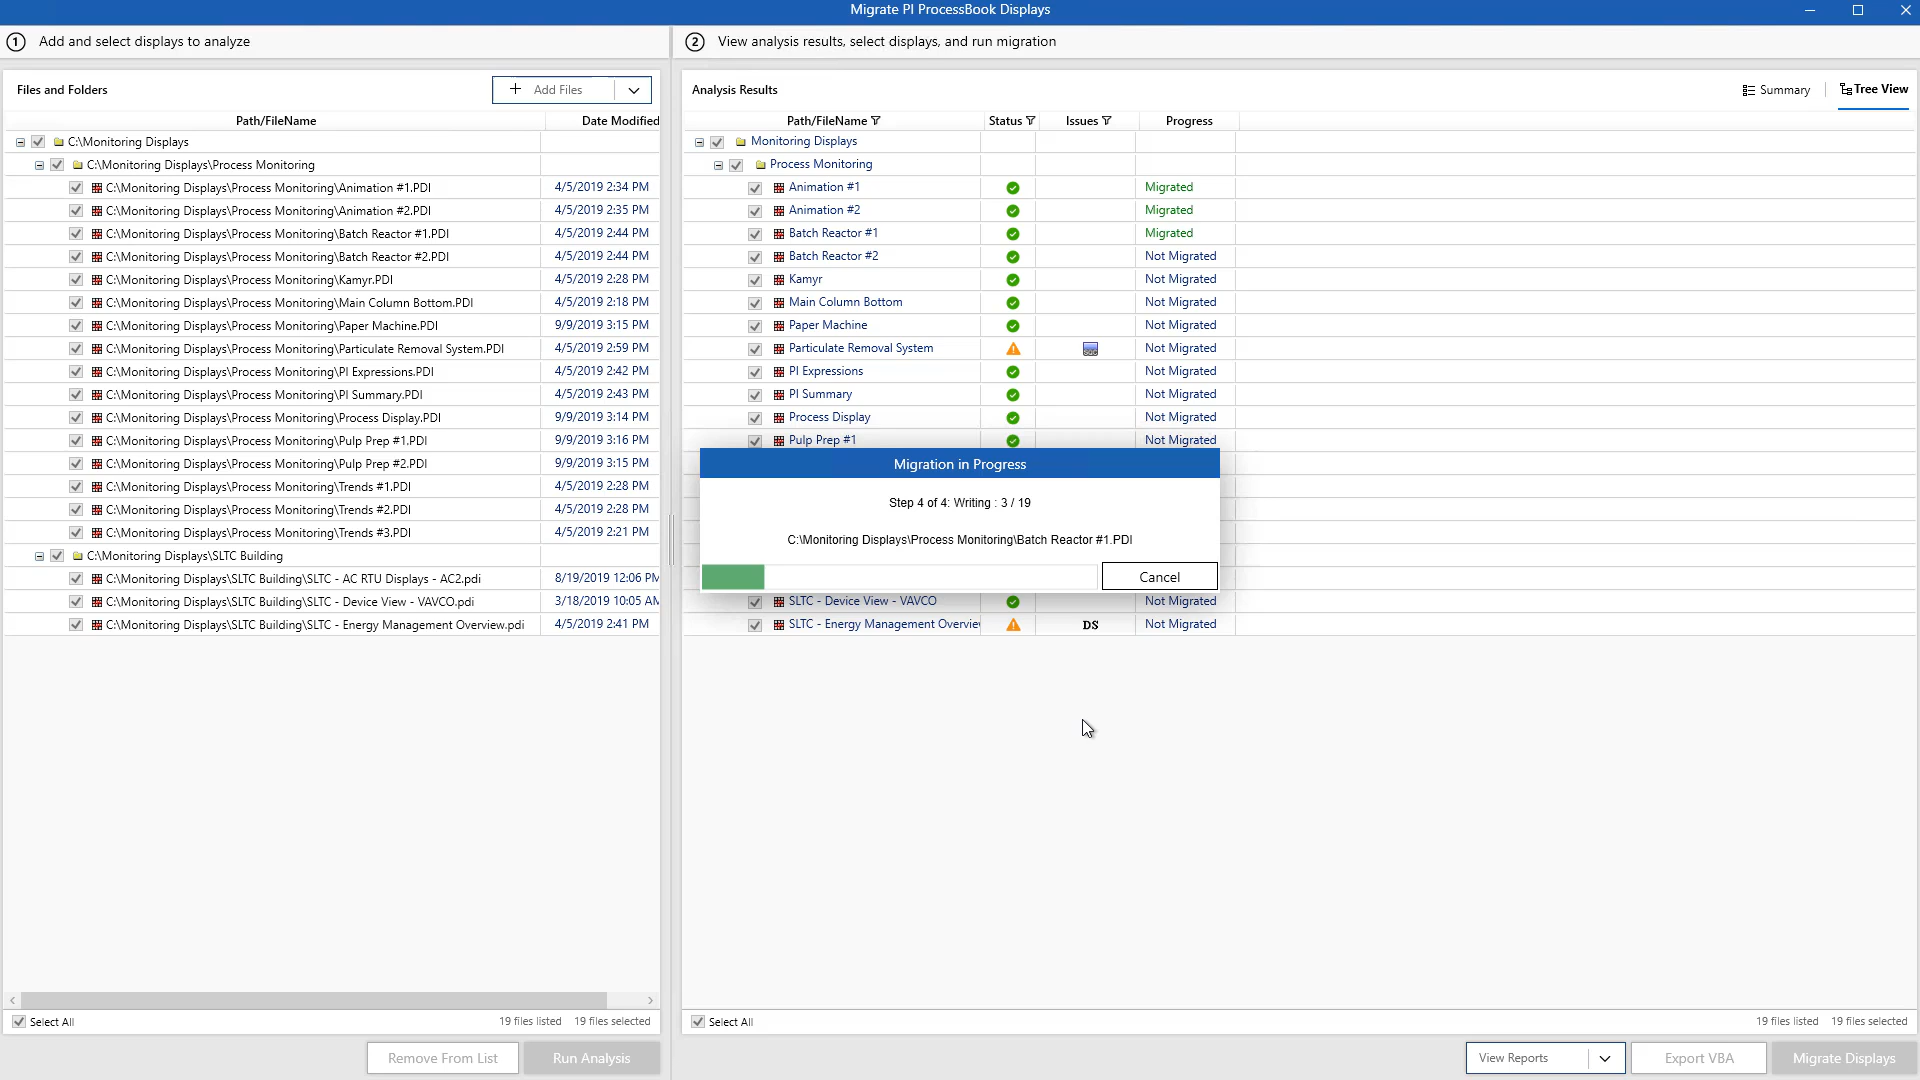 Migrate PI ProcessBook Displays
1 Add and select displays to analyze
2 View analysis results, select displays, and run migration
Files and Folders
Add Files
Path/FileName Date Modified
C:\Monitoring Displays
C:\Monitoring Displays\Process Monitoring
C:\Monitoring Displays\Process Monitoring\Animation #1.PDI 4/5/2019 2:34 PM
C:\Monitoring Displays\Process Monitoring\Animation #2.PDI 4/5/2019 2:35 PM
C:\Monitoring Displays\Process Monitoring\Batch Reactor #1.PDI 4/5/2019 2:44 PM
C:\Monitoring Displays\Process Monitoring\Batch Reactor #2.PDI 4/5/2019 2:44 PM
C:\Monitoring Displays\Process Monitoring\Kamyr.PDI 4/5/2019 2:28 PM
C:\Monitoring Displays\Process Monitoring\Main Column Bottom.PDI 4/5/2019 2:18 PM
C:\Monitoring Displays\Process Monitoring\Paper Machine.PDI 9/9/2019 3:15 PM
C:\Monitoring Displays\Process Monitoring\Particulate Removal System.PDI 4/5/2019 2:59 PM
C:\Monitoring Displays\Process Monitoring\PI Expressions.PDI 4/5/2019 2:42 PM
C:\Monitoring Displays\Process Monitoring\PI Summary.PDI 4/5/2019 2:43 PM
C:\Monitoring Displays\Process Monitoring\Process Display.PDI 9/9/2019 3:14 PM
C:\Monitoring Displays\Process Monitoring\Pulp Prep #1.PDI 9/9/2019 3:16 PM
C:\Monitoring Displays\Process Monitoring\Pulp Prep #2.PDI 9/9/2019 3:15 PM
C:\Monitoring Displays\Process Monitoring\Trends #1.PDI 4/5/2019 2:28 PM
C:\Monitoring Displays\Process Monitoring\Trends #2.PDI 4/5/2019 2:28 PM
C:\Monitoring Displays\Process Monitoring\Trends #3.PDI 4/5/2019 2:21 PM
C:\Monitoring Displays\SLTC Building
C:\Monitoring Displays\SLTC Building\SLTC - AC RTU Displays - AC2.pdi 8/19/2019 12:06 PM
C:\Monitoring Displays\SLTC Building\SLTC - Device View - VAVCO.pdi 3/18/2019 10:05 AM
C:\Monitoring Displays\SLTC Building\SLTC - Energy Management Overview.pdi 4/5/2019 2:41 PM
Select All 19 files listed 19 files selected
Remove From List Run Analysis
Analysis Results Summary Tree View
Path/FileName Status Issues Progress
Monitoring Displays
Process Monitoring
Animation #1 Migrated
Animation #2 Migrated
Batch Reactor #1 Migrated
Batch Reactor #2 Not Migrated
Kamyr Not Migrated
Main Column Bottom Not Migrated
Paper Machine Not Migrated
Particulate Removal System Not Migrated
PI Expressions Not Migrated
PI Summary Not Migrated
Process Display Not Migrated
Pulp Prep #1 Not Migrated
Migration in Progress
Step 4 of 4: Writing : 3 / 19
C:\Monitoring Displays\Process Monitoring\Batch Reactor #1.PDI
Cancel
SLTC - Device View - VAVCO Not Migrated
SLTC - Energy Management Overvie DS Not Migrated
Select All 19 files listed 19 files selected
View Reports Export VBA Migrate Displays